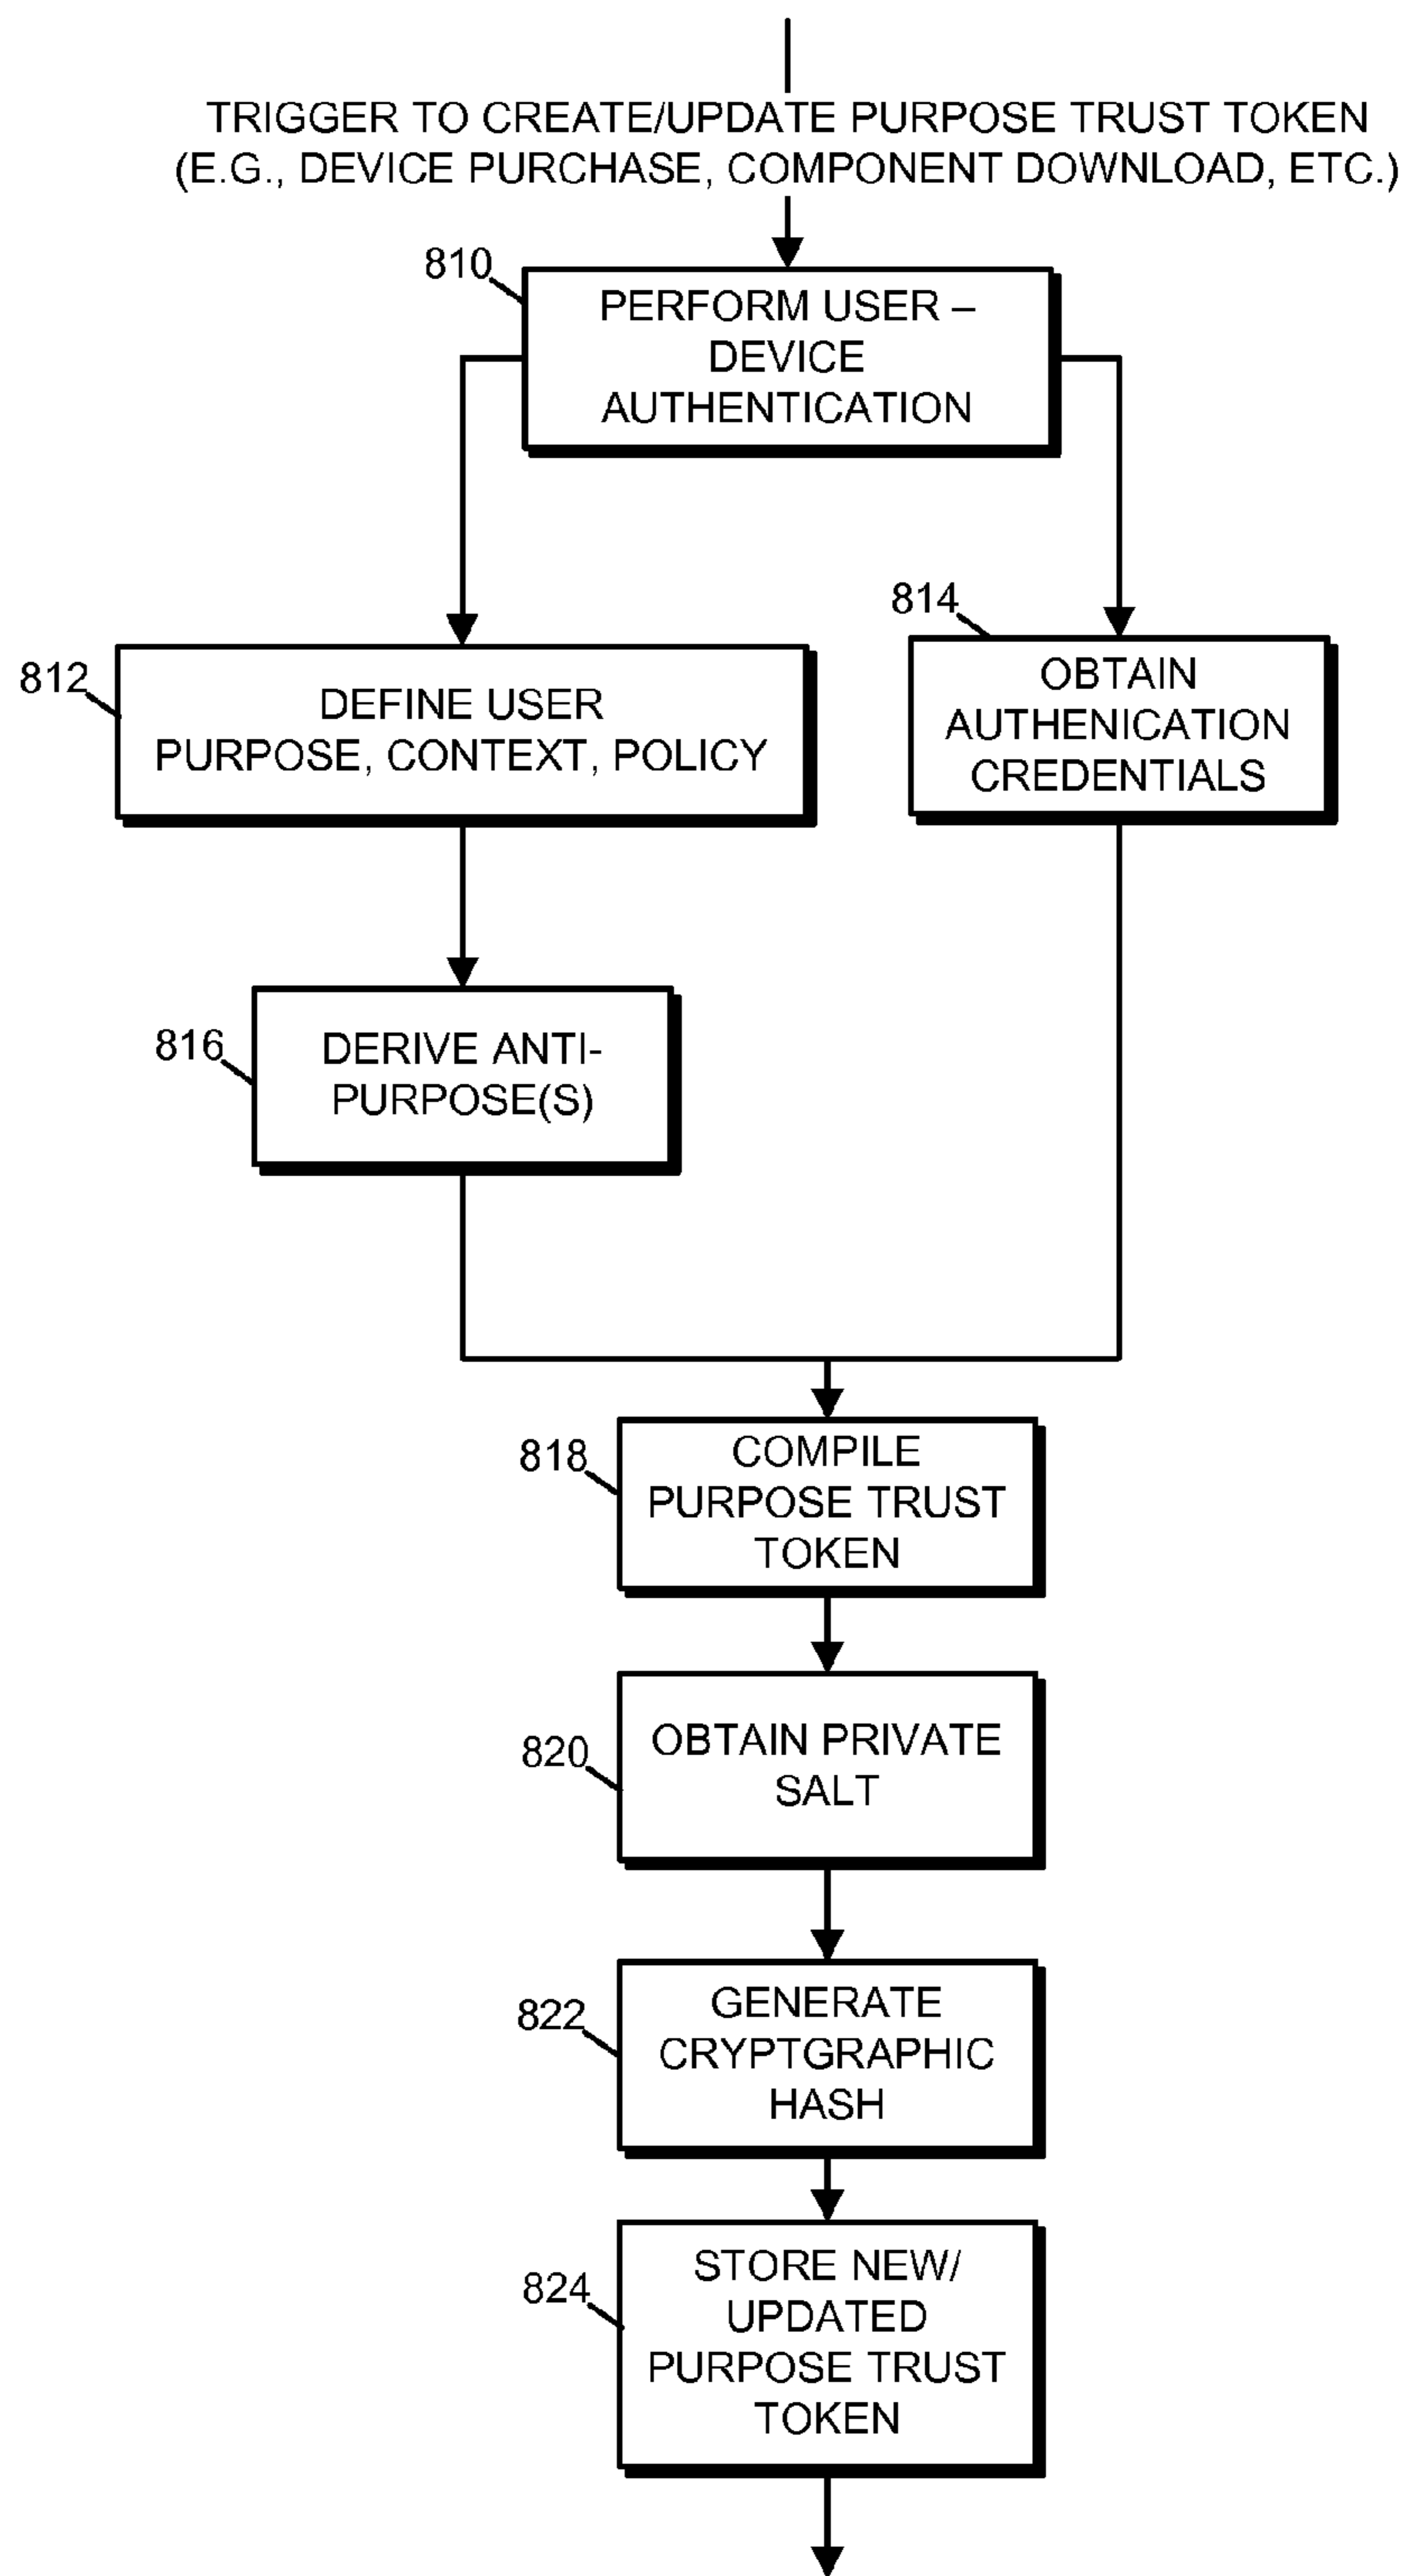 TRIGGER TO CREATE/UPDATE PURPOSE TRUST TOKEN
(E.G., DEVICE PURCHASE, COMPONENT DOWNLOAD, ETC.)
810
PERFORM USER –
DEVICE
AUTHENTICATION
812
DEFINE USER
PURPOSE, CONTEXT, POLICY
814
OBTAIN
AUTHENICATION
CREDENTIALS
816
DERIVE ANTI-
PURPOSE(S)
818
COMPILE
PURPOSE TRUST
TOKEN
820
OBTAIN PRIVATE
SALT
822
GENERATE
CRYPTGRAPHIC
HASH
824
STORE NEW/
UPDATED
PURPOSE TRUST
TOKEN